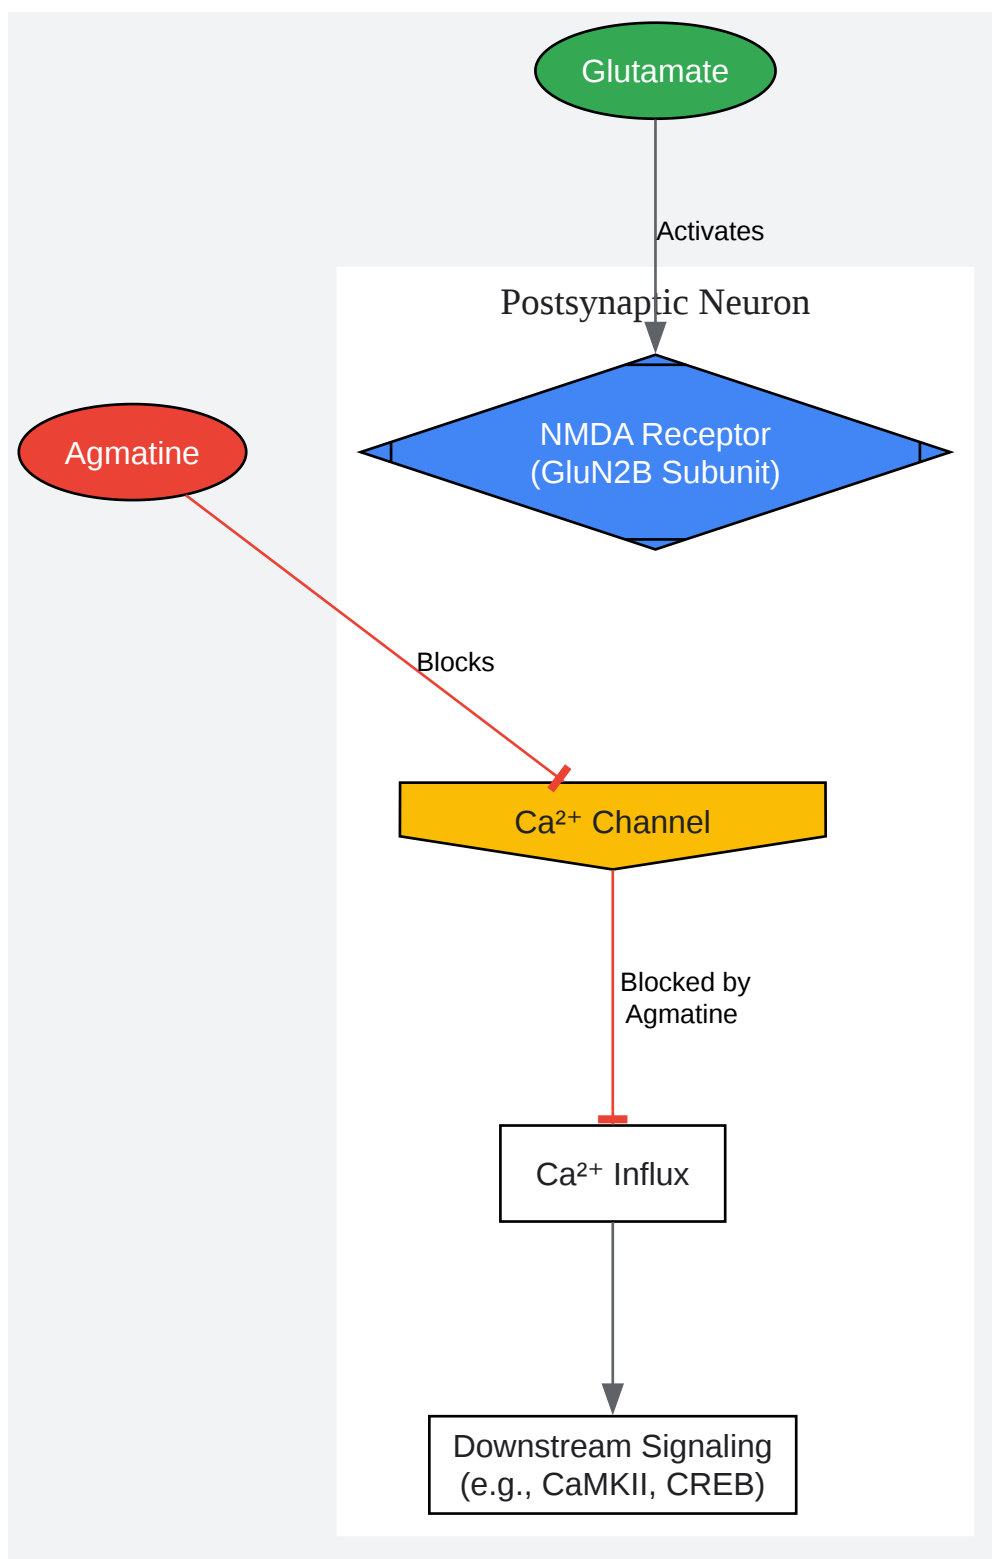 Glutamate
Activates
Postsynaptic Neuron
NMDA Receptor
(GluN2B Subunit)
Agmatine
Blocks
Ca²⁺ Channel
Blocked by
Agmatine
Ca²⁺ Influx
Downstream Signaling
(e.g., CaMKII, CREB)